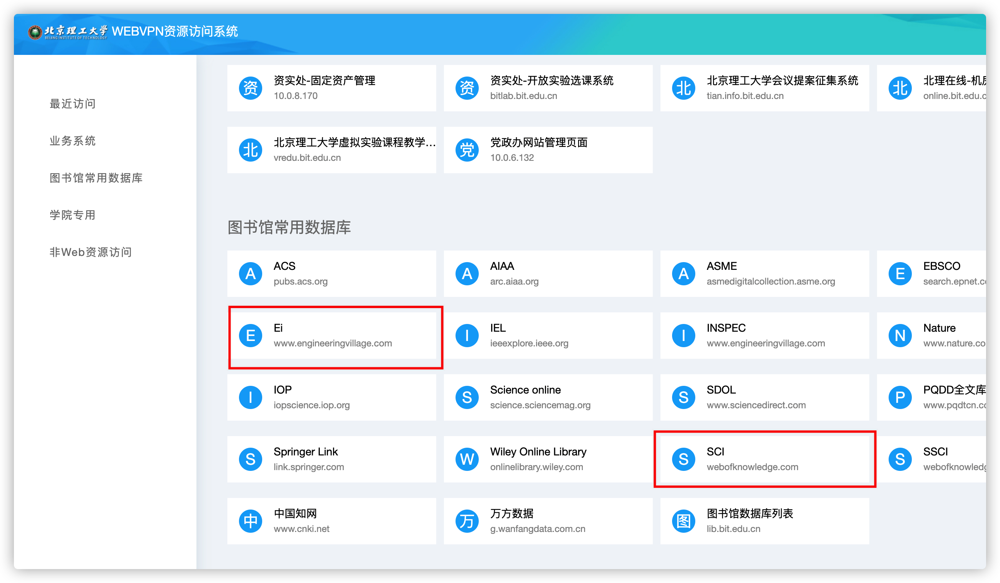 北京理工大学 WEBVPN资源访问系统
BEIJING INSTITUTE OF TECHNOLOGY
最近访问
业务系统
图书馆常用数据库
学院专用
非Web资源访问
资 资实处-固定资产管理
10.0.8.170
资 资实处-开放实验选课系统
bitlab.bit.edu.cn
北 北京理工大学会议提案征集系统
tian.info.bit.edu.cn
北 北理在线-机房
online.bit.edu.c
北 北京理工大学虚拟实验课程教学...
vredu.bit.edu.cn
党 党政办网站管理页面
10.0.6.132
图书馆常用数据库
A ACS
pubs.acs.org
A AIAA
arc.aiaa.org
A ASME
asmedigitalcollection.asme.org
E EBSCO
search.epnet.co
E Ei
www.engineeringvillage.com
I IEL
ieeexplore.ieee.org
I INSPEC
www.engineeringvillage.com
N Nature
www.nature.co
I IOP
iopscience.iop.org
S Science online
science.sciencemag.org
S SDOL
www.sciencedirect.com
P PQDD全文库
www.pqdtcn.co
S Springer Link
link.springer.com
W Wiley Online Library
onlinelibrary.wiley.com
S SCI
webofknowledge.com
S SSCI
webofknowledg
中 中国知网
www.cnki.net
万 万方数据
g.wanfangdata.com.cn
图 图书馆数据库列表
lib.bit.edu.cn